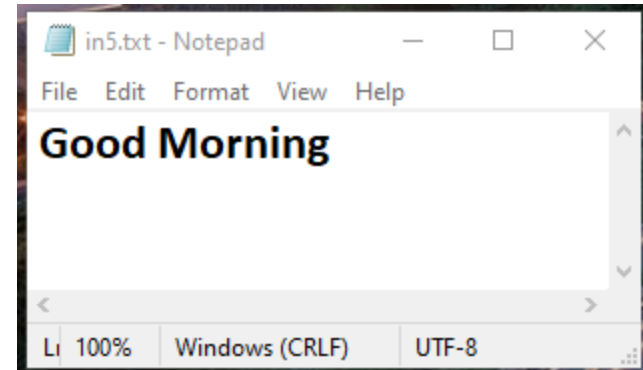 in5.txt - Notepad
File Edit Format View Help
Good Morning
100% Windows (CRLF) UTF-8